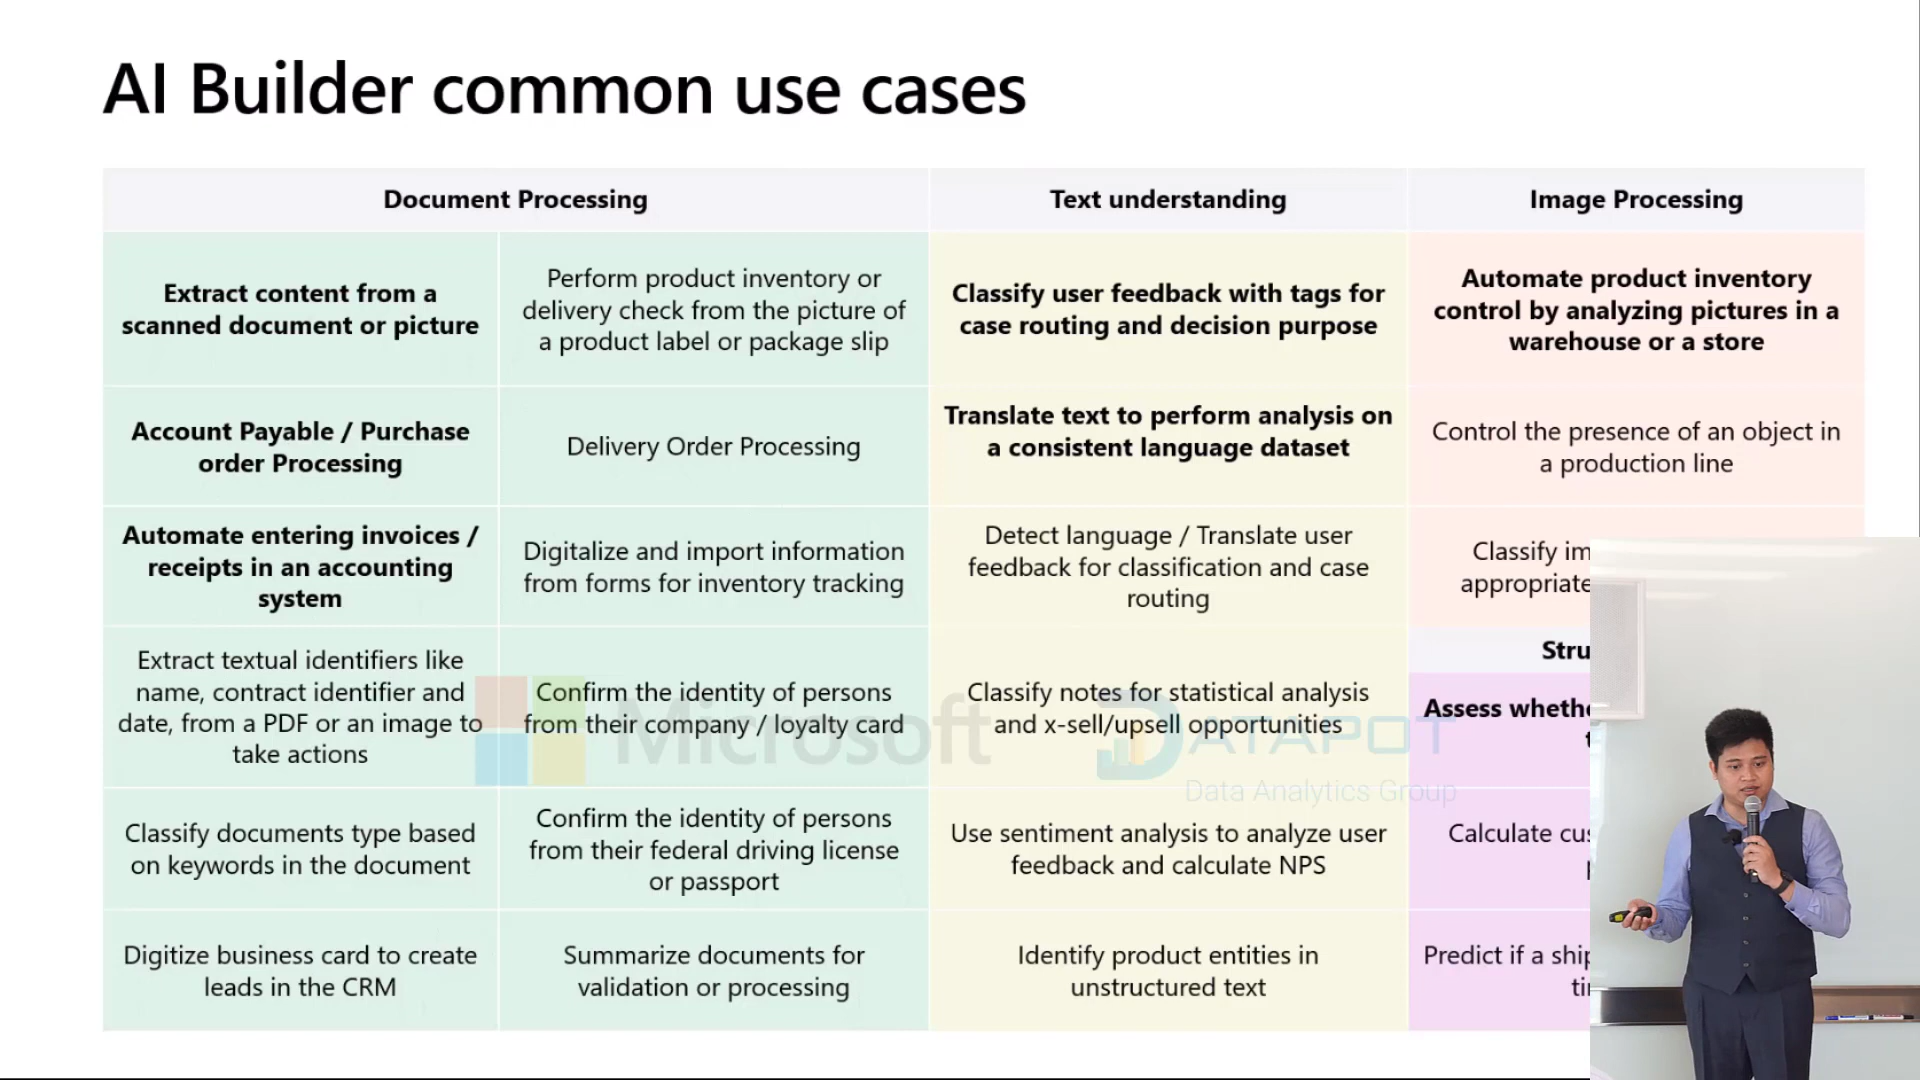 AI Builder common use cases
Document Processing
Text understanding
Image Processing
Extract content from a
scanned document or picture
Perform product inventory or
delivery check from the picture of
a product label or package slip
Classify user feedback with tags for
case routing and decision purpose
Automate product inventory
control by analyzing pictures in a
warehouse or a store
Account Payable / Purchase
order Processing
Delivery Order Processing
Translate text to perform analysis on
a consistent language dataset
Control the presence of an object in
a production line
Automate entering invoices /
receipts in an accounting
system
Digitalize and import information
from forms for inventory tracking
Detect language / Translate user
feedback for classification and case
routing
Classify
appropriate
Extract textual identifiers like
name, contract identifier and
date, from a PDF or an image to
take actions
Confirm the identity of persons
from their company / loyalty card
Classify notes for statistical analysis
and x-sell/upsell opportunities
Assess
Microsoft
DATAPOT
Data Analytics Group
Classify documents type based
on keywords in the document
Confirm the identity of persons
from their federal driving license
or passport
Use sentiment analysis to analyze user
feedback and calculate NPS
Calculate
Digitize business card to create
leads in the CRM
Summarize documents for
validation or processing
Identify product entities in
unstructured text
Predict if a